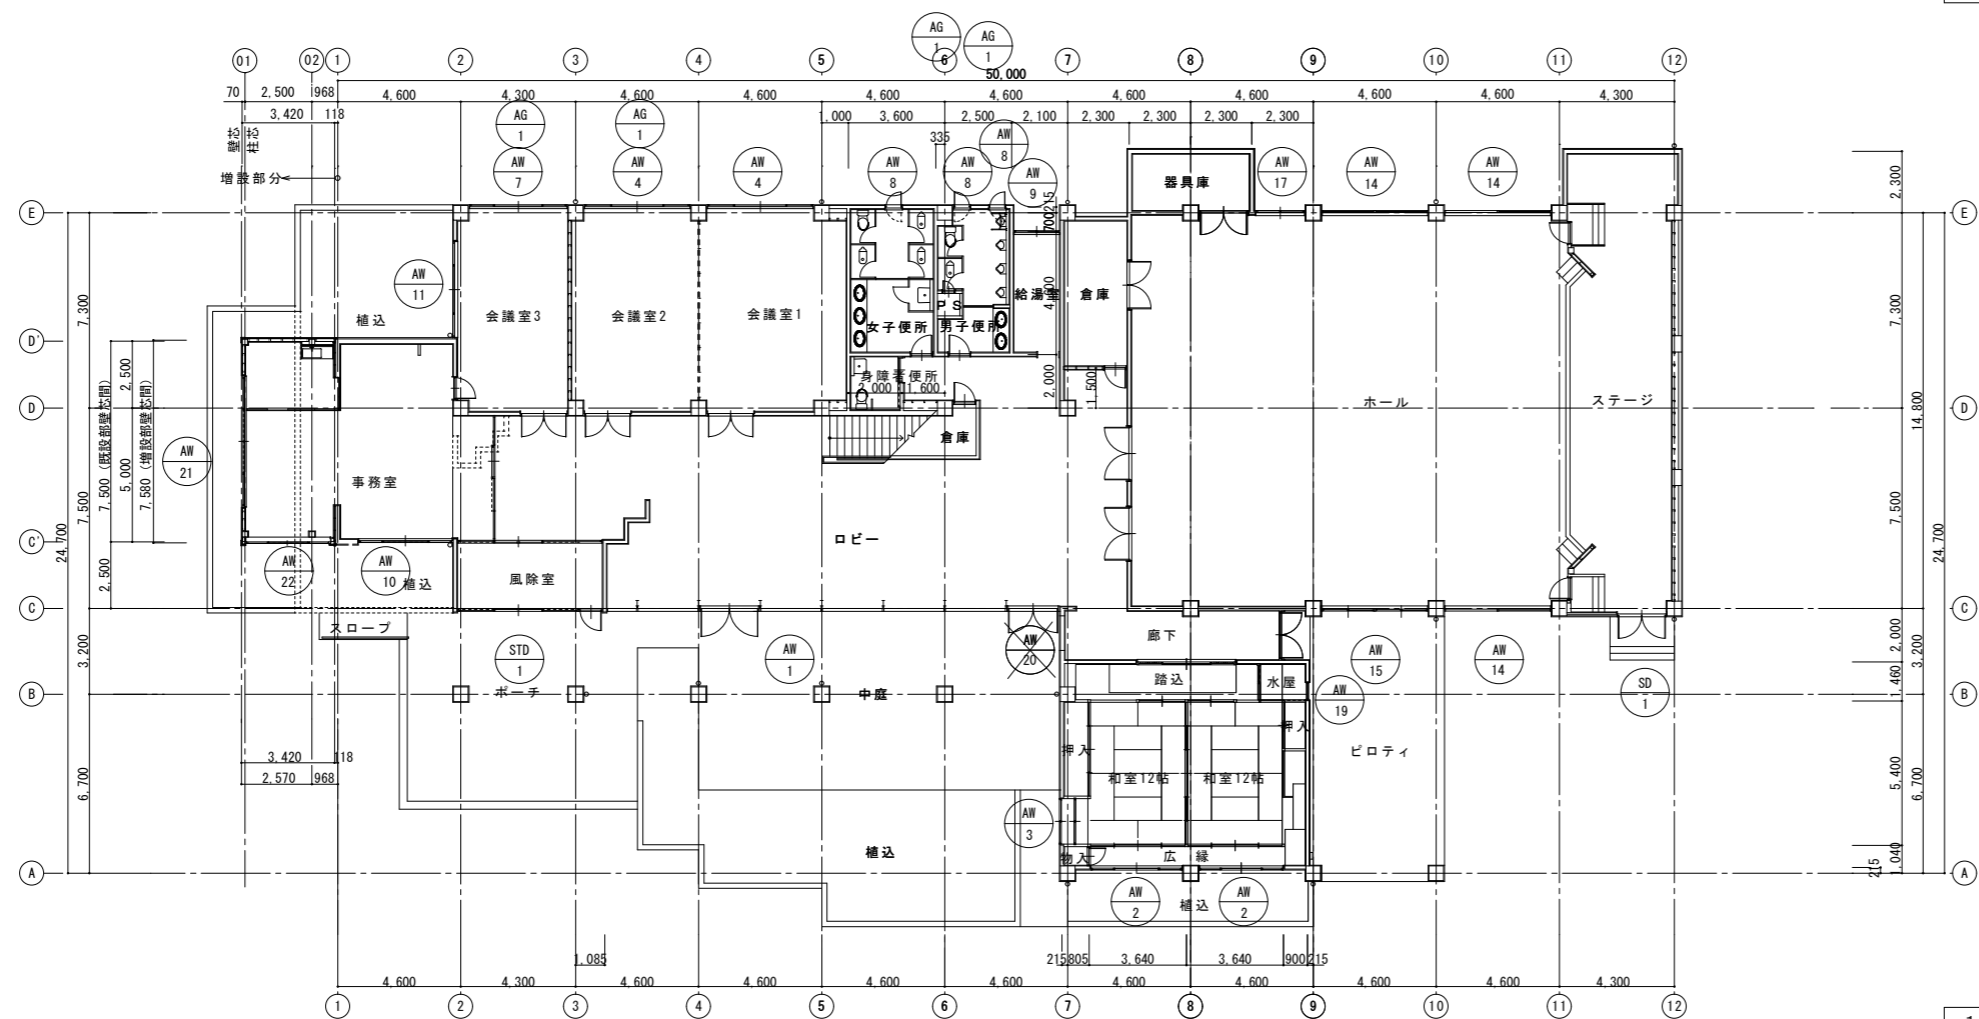 AG
1
AG
1
01
02
1
2
3
4
5
6
7
8
9
10
11
12
50,000
70
2,500
968
4,600
4,300
4,600
4,600
4,600
4,600
4,600
4,600
4,600
4,600
4,300
3,420
118
1,000
3,600
2,500
2,100
2,300
2,300
2,300
2,300
壁芯
柱芯
AG
1
AG
1
335
AW
8
増設部分
AW
7
AW
4
AW
4
AW
8
AW
8
AW
9
器具庫
AW
17
AW
14
AW
14
2,300
E
E
215
700
7,300
AW
11
植込
会議室3
会議室2
会議室1
女子便所
PS
男子便所
給湯室
倉庫
7,300
D'
2,500
身障者便所
2,000
1,600
2,000
1,500
D
ホール
ステージ
D
14,800
倉庫
AW
21
7,500 (既設部壁芯間)
5,000
7,580 (増設部壁芯間)
事務室
7,500
24,700
7,500
24,700
C'
ロビー
2,500
AW
22
AW
10
植込
風除室
C
C
スロープ
廊下
2,000
3,200
3,200
STD
1
AW
1
AW
20
AW
15
AW
14
踏込
水屋
1,460
B
ポーチ
中庭
AW
19
SD
1
B
押入
押入
ピロティ
3,420
118
2,570
968
和室12帖
和室12帖
6,700
5,400
6,700
AW
3
植込
物入
広縁
1,040
215
A
A
AW
2
植込
AW
2
1,085
215
805
3,640
3,640
900
215
4,600
4,300
4,600
4,600
4,600
4,600
4,600
4,600
4,600
4,600
4,300
1
2
3
4
5
6
7
8
9
10
11
12